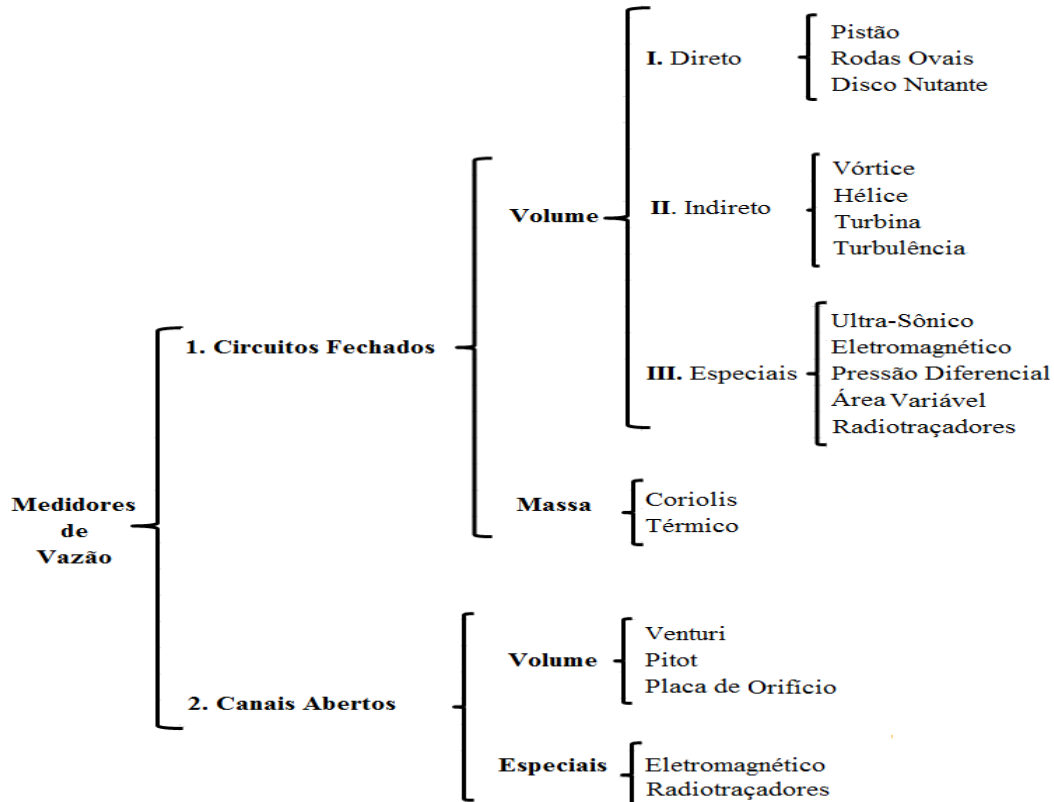 Medidores
de
Vazão
1. Circuitos Fechados
Volume
I. Direto
Pistão
Rodas Ovais
Disco Nutante
II. Indireto
Vórtice
Hélice
Turbina
Turbulência
III. Especiais
Ultra-Sônico
Eletromagnético
Pressão Diferencial
Área Variável
Radiotraçadores
Massa
Coriolis
Térmico
2. Canais Abertos
Volume
Venturi
Pitot
Placa de Orifício
Especiais
Eletromagnético
Radiotraçadores